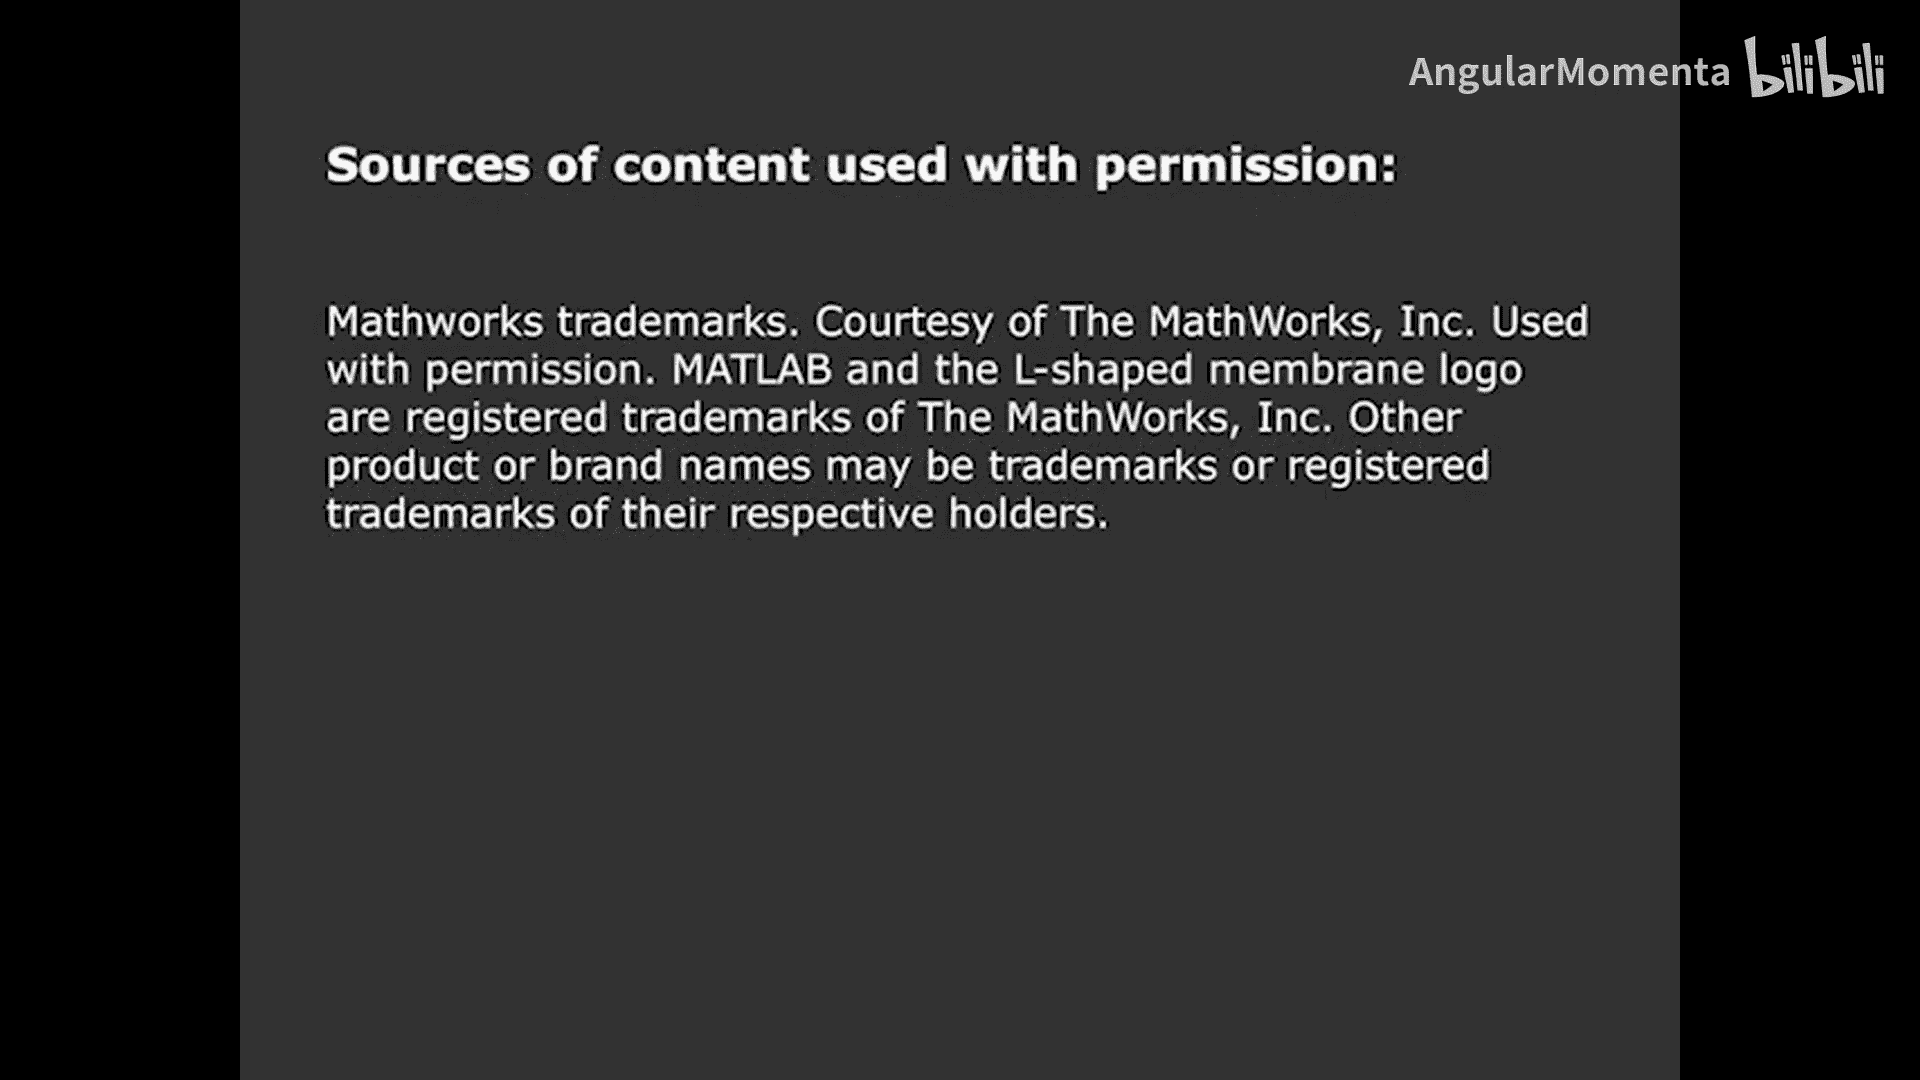 AngularMomenta bilibili
Sources of content used with permission:
Mathworks trademarks. Courtesy of The MathWorks, Inc. Used
with permission. MATLAB and the L-shaped membrane logo
are registered trademarks of The MathWorks, Inc. Other
product or brand names may be trademarks or registered
trademarks of their respective holders.